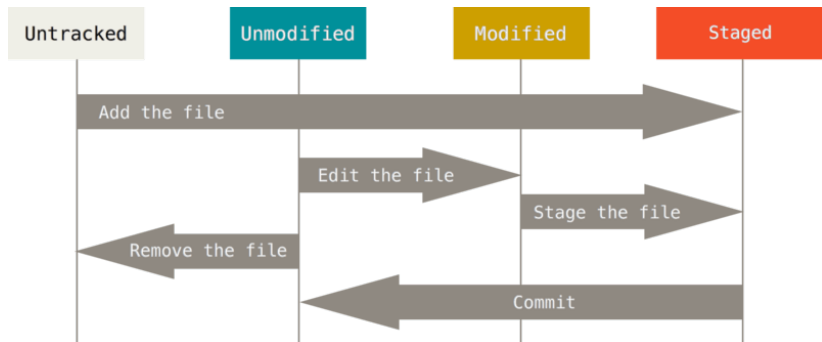 Untracked
Unmodified
Modified
Staged
Add the file
Edit the file
Stage the file
Remove the file
Commit